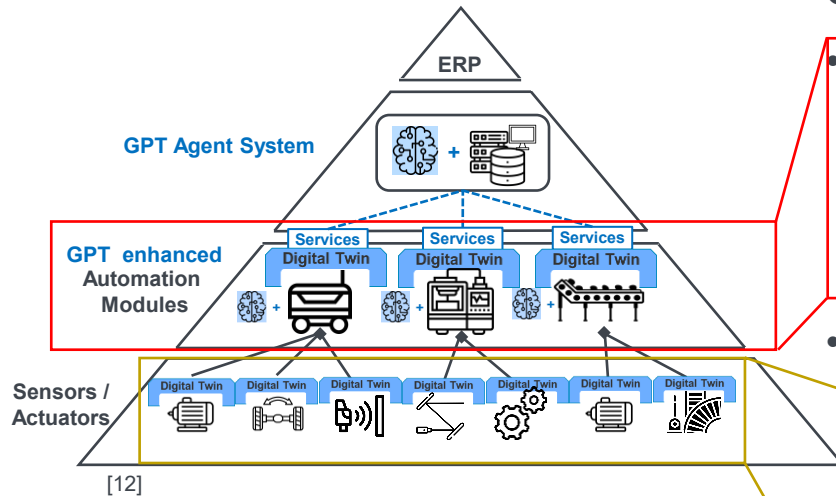 ERP
GPT Agent System
+
Services Services Services
GPT enhanced
Automation
Modules
Digital Twin Digital Twin Digital Twin
+ + +
Sensors /
Actuators
Digital Twin Digital Twin Digital Twin Digital Twin Digital Twin Digital Twin Digital Twin
[12]